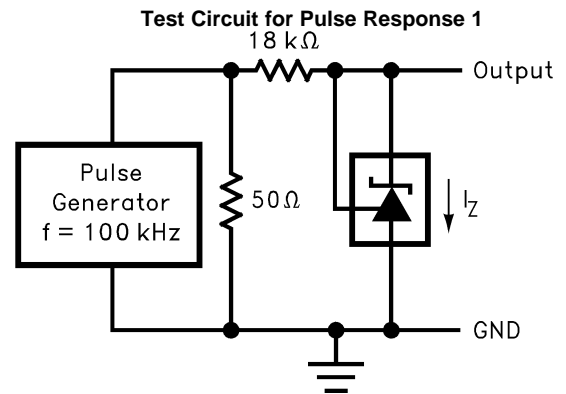 Test Circuit for Pulse Response 1
18 kΩ
Output
Pulse
Generator
f = 100 kHz
50Ω
IZ
GND